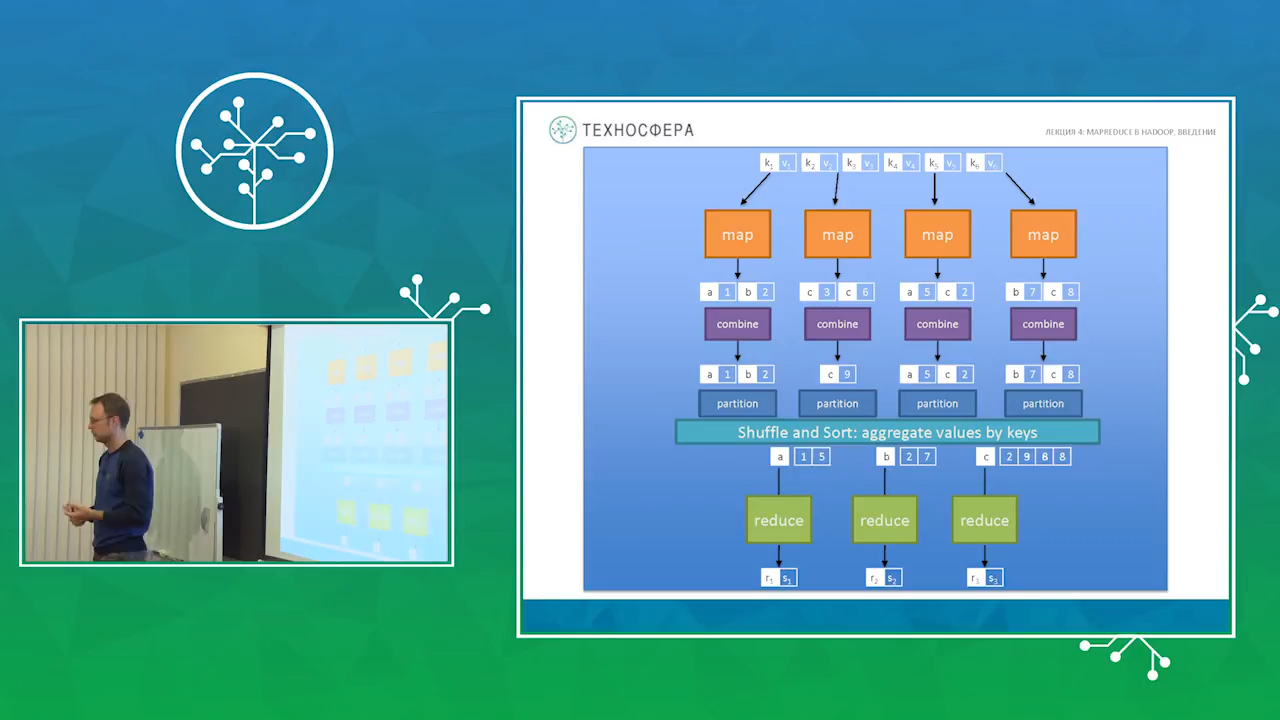 ТЕХНОСФЕРА
ЛЕКЦИЯ 4: MAPREDUCE В HADOOP. ВВЕДЕНИЕ
k1 v1 k2 v2 k3 v3 k4 v4 k5 v5 k6 v6
map map map map
a 1 b 2 c 3 c 6 a 5 c 2 b 7 c 8
combine combine combine combine
a 1 b 2 c 9 a 5 c 2 b 7 c 8
partition partition partition partition
Shuffle and Sort: aggregate values by keys
a 1 5 b 2 7 c 2 9 8 8
reduce reduce reduce
r1 s1 r2 s2 r3 s3